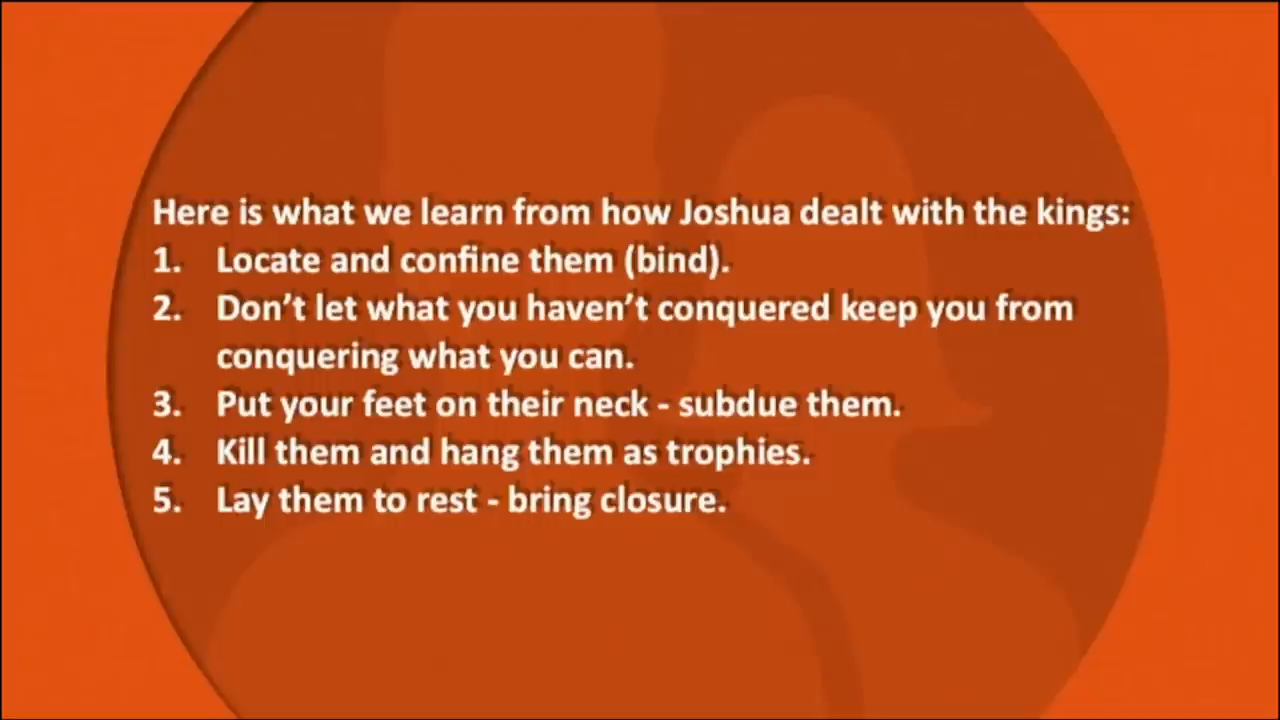 Here is what we learn from how Joshua dealt with the kings:
1. Locate and confine them (bind).
2. Don’t let what you haven’t conquered keep you from
conquering what you can.
3. Put your feet on their neck - subdue them.
4. Kill them and hang them as trophies.
5. Lay them to rest - bring closure.